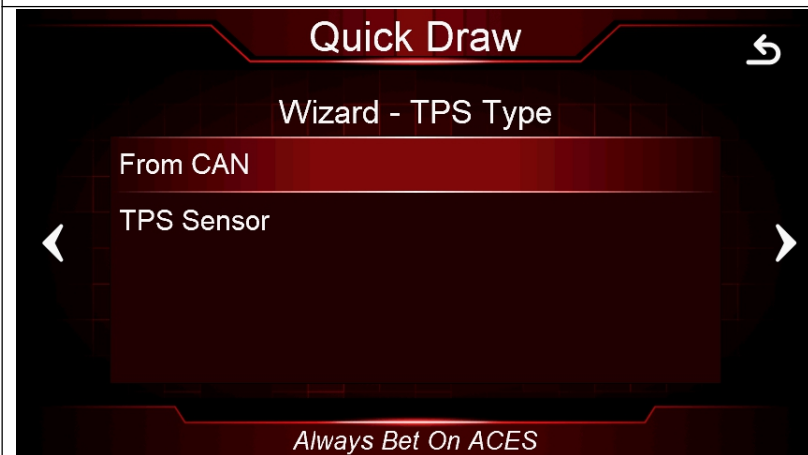 Quick Draw
Wizard - TPS Type
From CAN
TPS Sensor
Always Bet On ACES